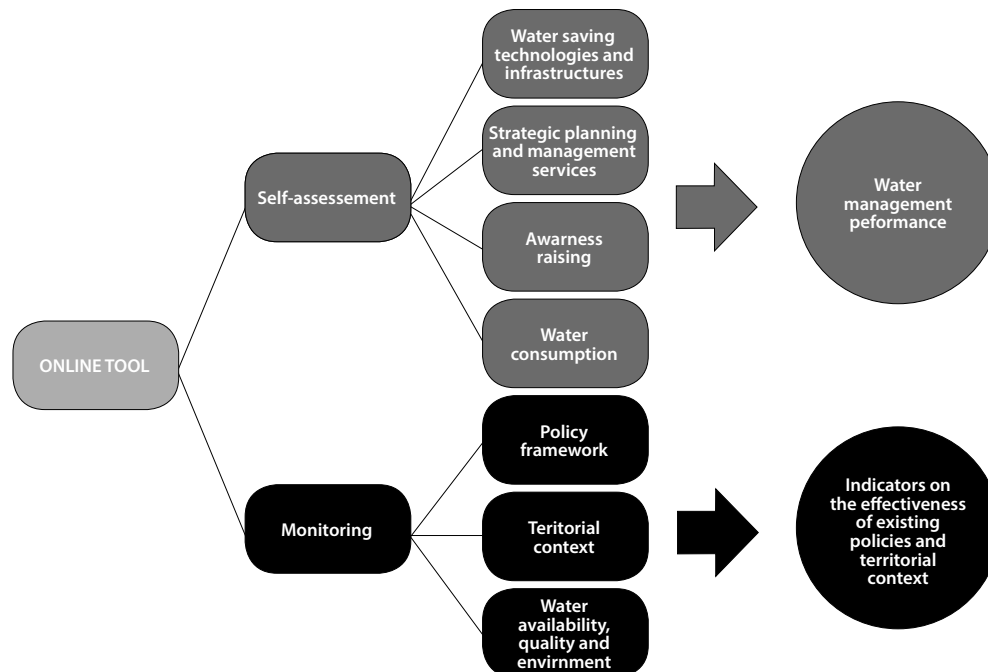 ONLINE TOOL
Self-assessement
Water saving
technologies and
infrastructures
Strategic planning
and management
services
Awarness
raising
Water
consumption
Water
management
peformance
Monitoring
Policy
framework
Teritorial
context
Water
availability,
quality and
envirnment
Indicators on
the effectiveness
of existing
policies and
territorial
context